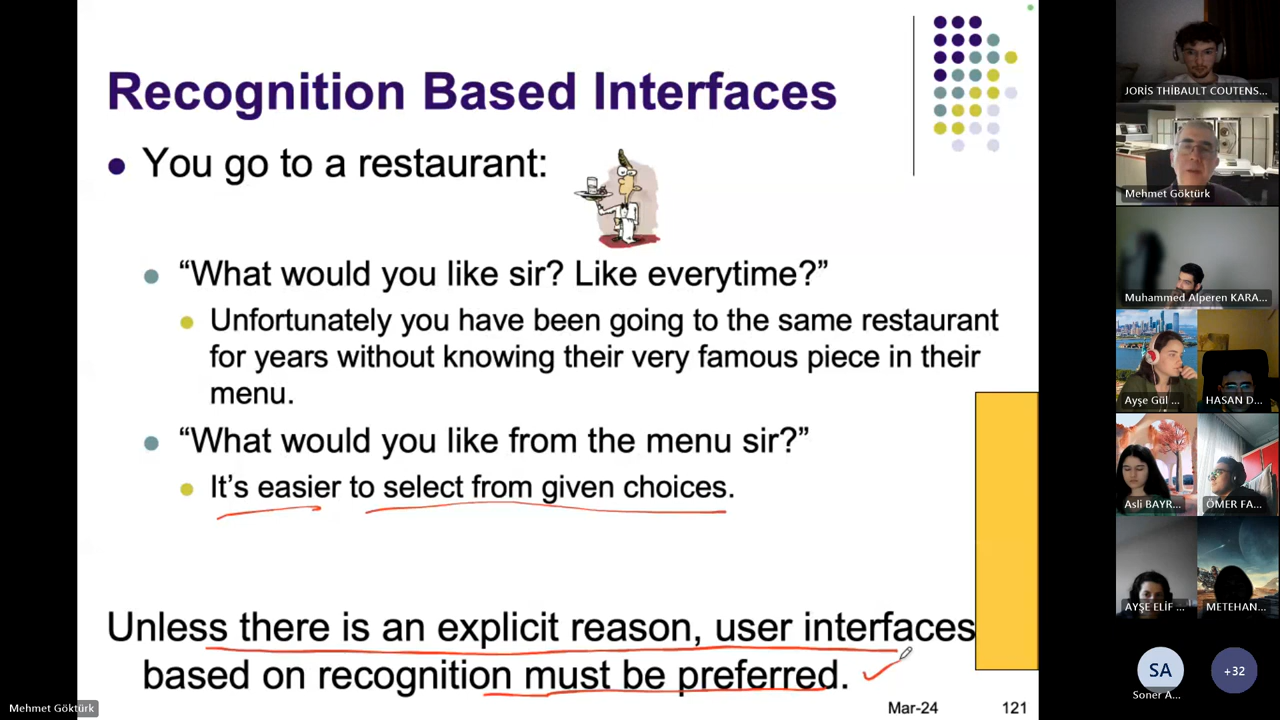 Recognition Based Interfaces
You go to a restaurant:
“What would you like sir? Like everytime?”
Unfortunately you have been going to the same restaurant
for years without knowing their very famous piece in their
menu.
“What would you like from the menu sir?”
It’s easier to select from given choices.
Unless there is an explicit reason, user interfaces
based on recognition must be preferred.
Mar-24
121
Mehmet Göktürk
JORİS THİBAULT COUTENS...
Mehmet Göktürk
Muhammed Alperen KARA...
Ayşe Gül ...
HASAN D...
Asli BAYR...
ÖMER FA...
AYŞE ELİF ...
METEHAN...
SA
Soner A...
+32